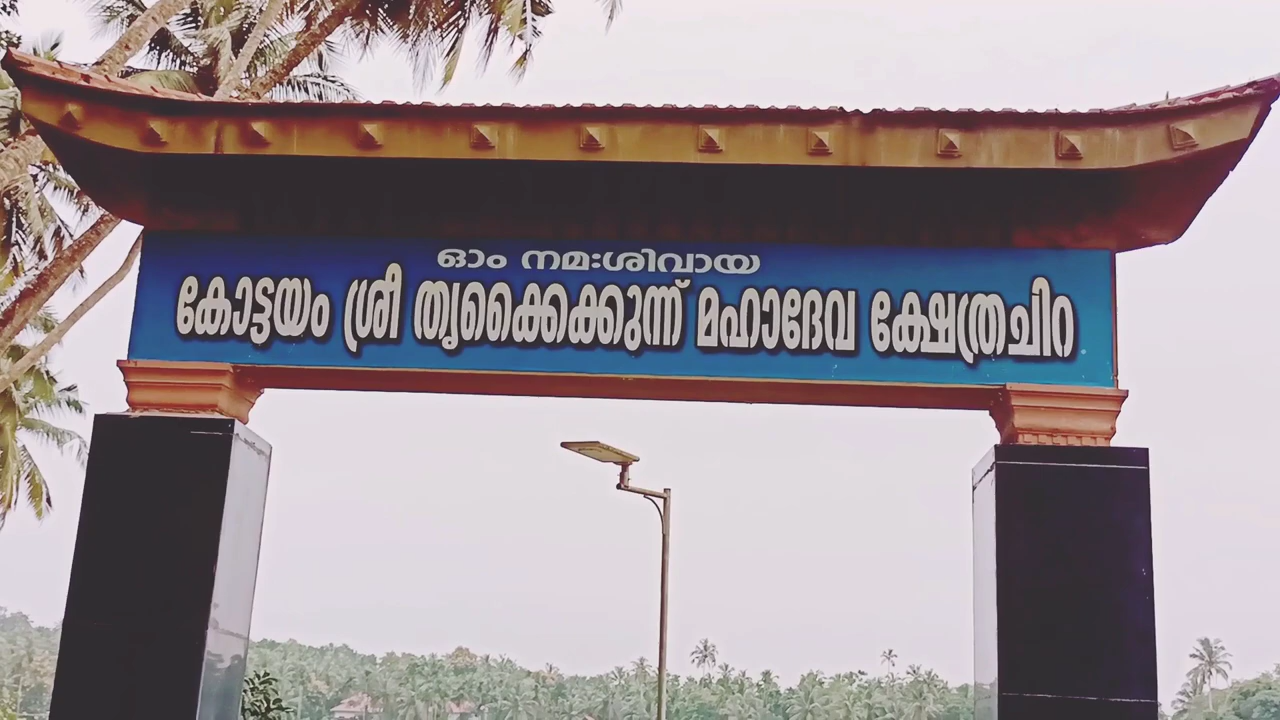 ഓം നമഃശിവായ
കോട്ടയം ശ്രീ തൃക്കൈക്കുന്ന് മഹാദേവ ക്ഷേത്രചിറ